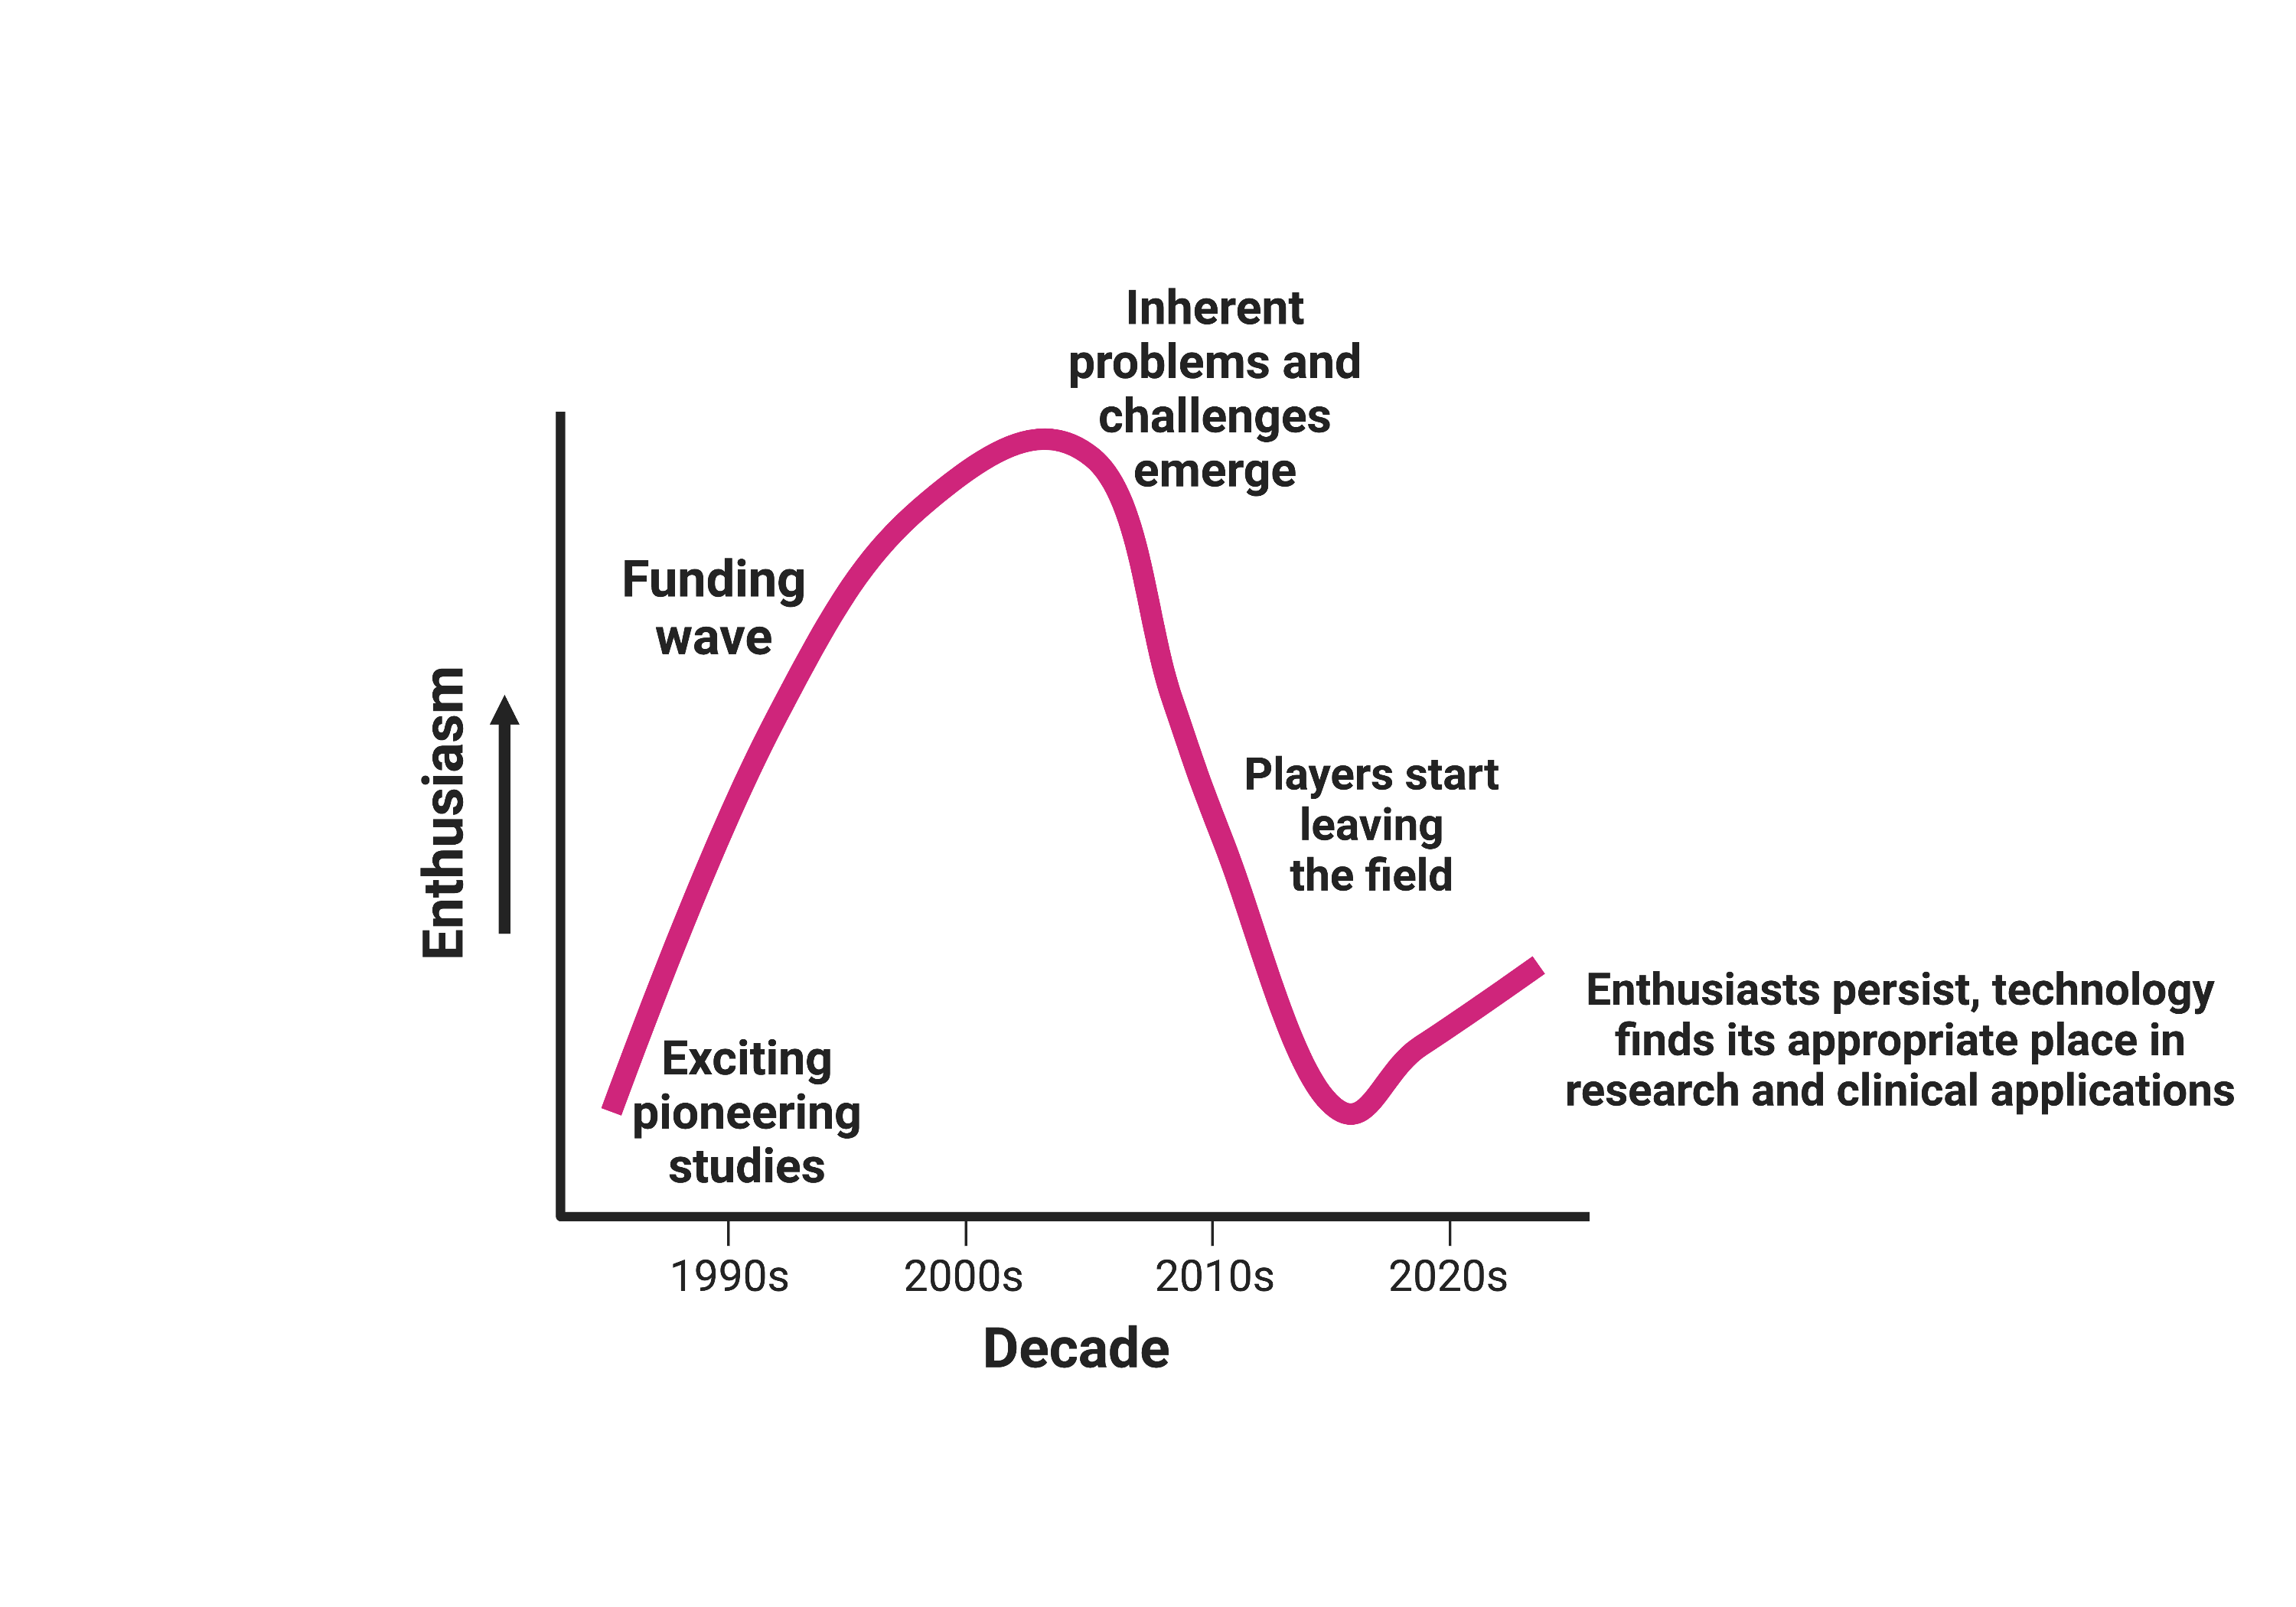 Inherent
problems and
challenges
emerge
Funding
wave
Enthusiasm
Players start
leaving
the field
Exciting
pioneering
studies
Enthusiasts persist, technology
finds its appropriate place in
research and clinical applications
1990s
2000s
2010s
2020s
Decade